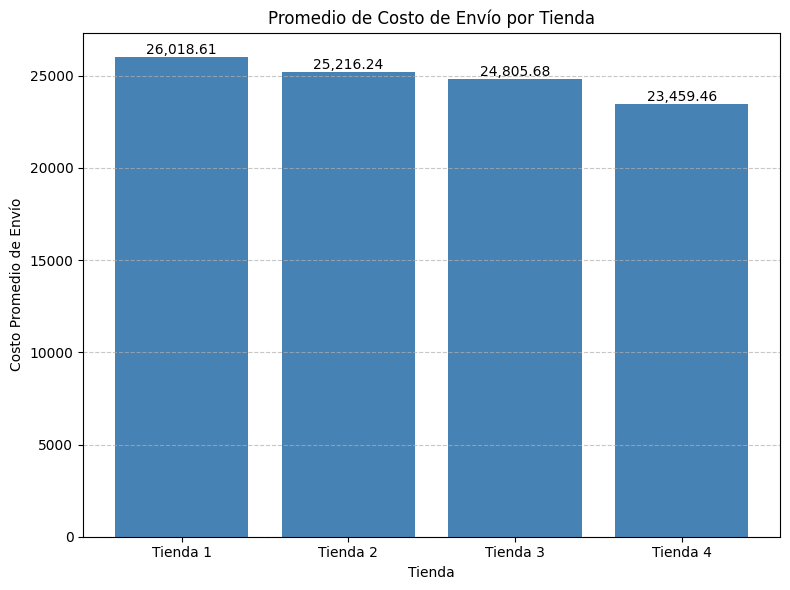 Promedio de Costo de Envío por Tienda
26,018.61
25,216.24
24,805.68
23,459.46
Costo Promedio de Envío
25000
20000
15000
10000
5000
0
Tienda 1
Tienda 2
Tienda 3
Tienda 4
Tienda